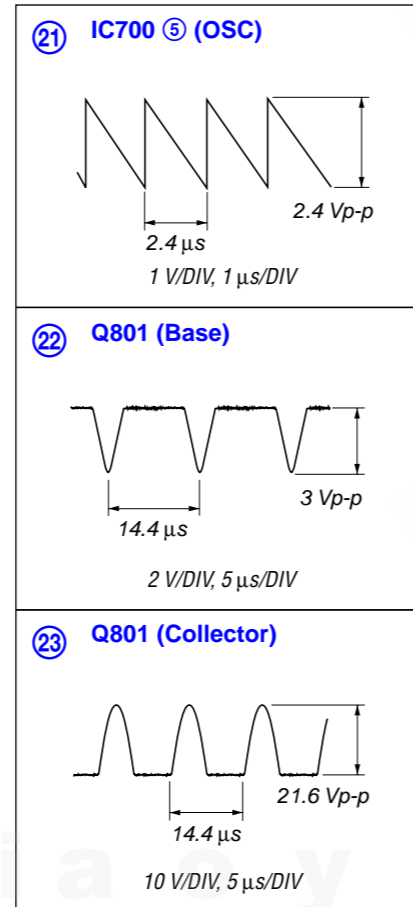 ㉑ IC700 ⑤ (OSC)
2.4 Vp-p
2.4 µs
1 V/DIV, 1 µs/DIV
㉒ Q801 (Base)
3 Vp-p
14.4 µs
2 V/DIV, 5 µs/DIV
㉓ Q801 (Collector)
21.6 Vp-p
14.4 µs
10 V/DIV, 5 µs/DIV
i a o y